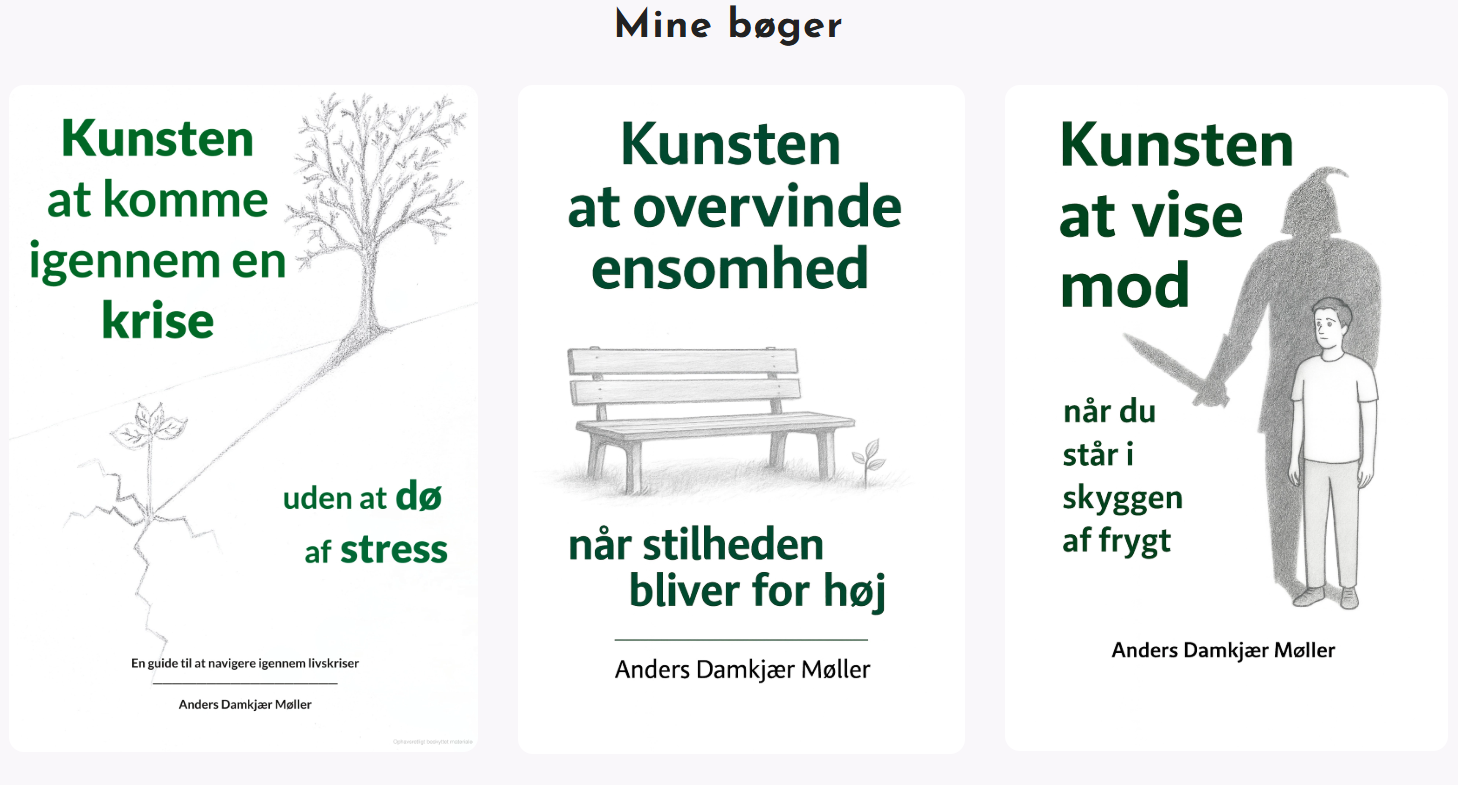 Mine bøger
Kunsten
at komme
igennem en
krise
uden at dø
af stress
En guide til at navigere igennem livskriser
Anders Damkjær Møller
Kunsten
at overvinde
ensomhed
når stilheden
bliver for høj
Anders Damkjær Møller
Kunsten
at vise
mod
når du
står i
skyggen
af frygt
Anders Damkjær Møller